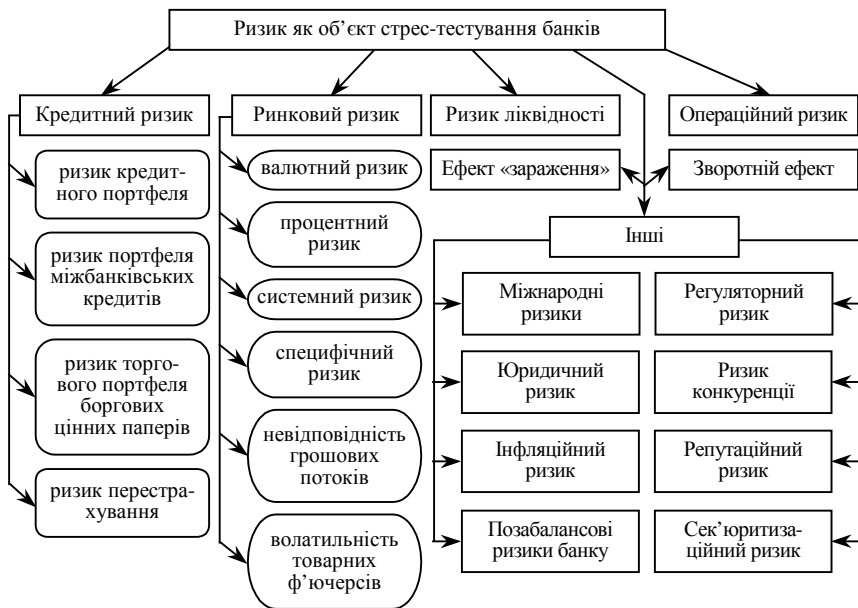 Ризик як об’єкт стрес-тестування банків
Кредитний ризик
Ринковий ризик
Ризик ліквідності
Операційний ризик
ризик кредит-
ного портфеля
ризик портфеля
міжбанківських
кредитів
ризик торго-
вого портфеля
боргових
цінних паперів
ризик перестра-
хування
валютний ризик
процентний
ризик
системний ризик
специфічний
ризик
невідповідність
грошових
потоків
волатильність
товарних
ф’ючерсів
Ефект «зараження»
Зворотній ефект
Інші
Міжнародні
ризики
Регуляторний
ризик
Юридичний
ризик
Ризик
конкуренції
Інфляційний
ризик
Репутаційний
ризик
Позабалансові
ризики банку
Сек’юритиза-
ційний ризик